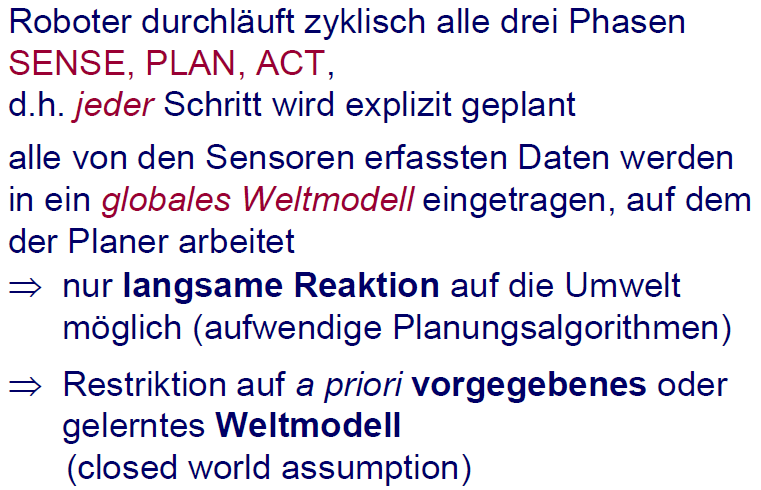 Roboter durchläuft zyklisch alle drei Phasen
SENSE, PLAN, ACT,
d.h. jeder Schritt wird explizit geplant
alle von den Sensoren erfassten Daten werden
in ein globales Weltmodell eingetragen, auf dem
der Planer arbeitet
⇒ nur langsame Reaktion auf die Umwelt
möglich (aufwendige Planungsalgorithmen)
⇒ Restriktion auf a priori vorgegebenes oder
gelerntes Weltmodell
(closed world assumption)